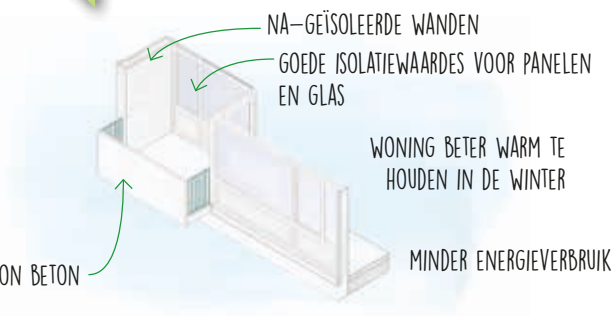 NA-GEÏSOLEERDE WANDEN
GOEDE ISOLATIEWAARDES VOOR PANELEN
EN GLAS
WONING BETER WARM TE
HOUDEN IN DE WINTER
MINDER ENERGIEVERBRUIK
ON BETON